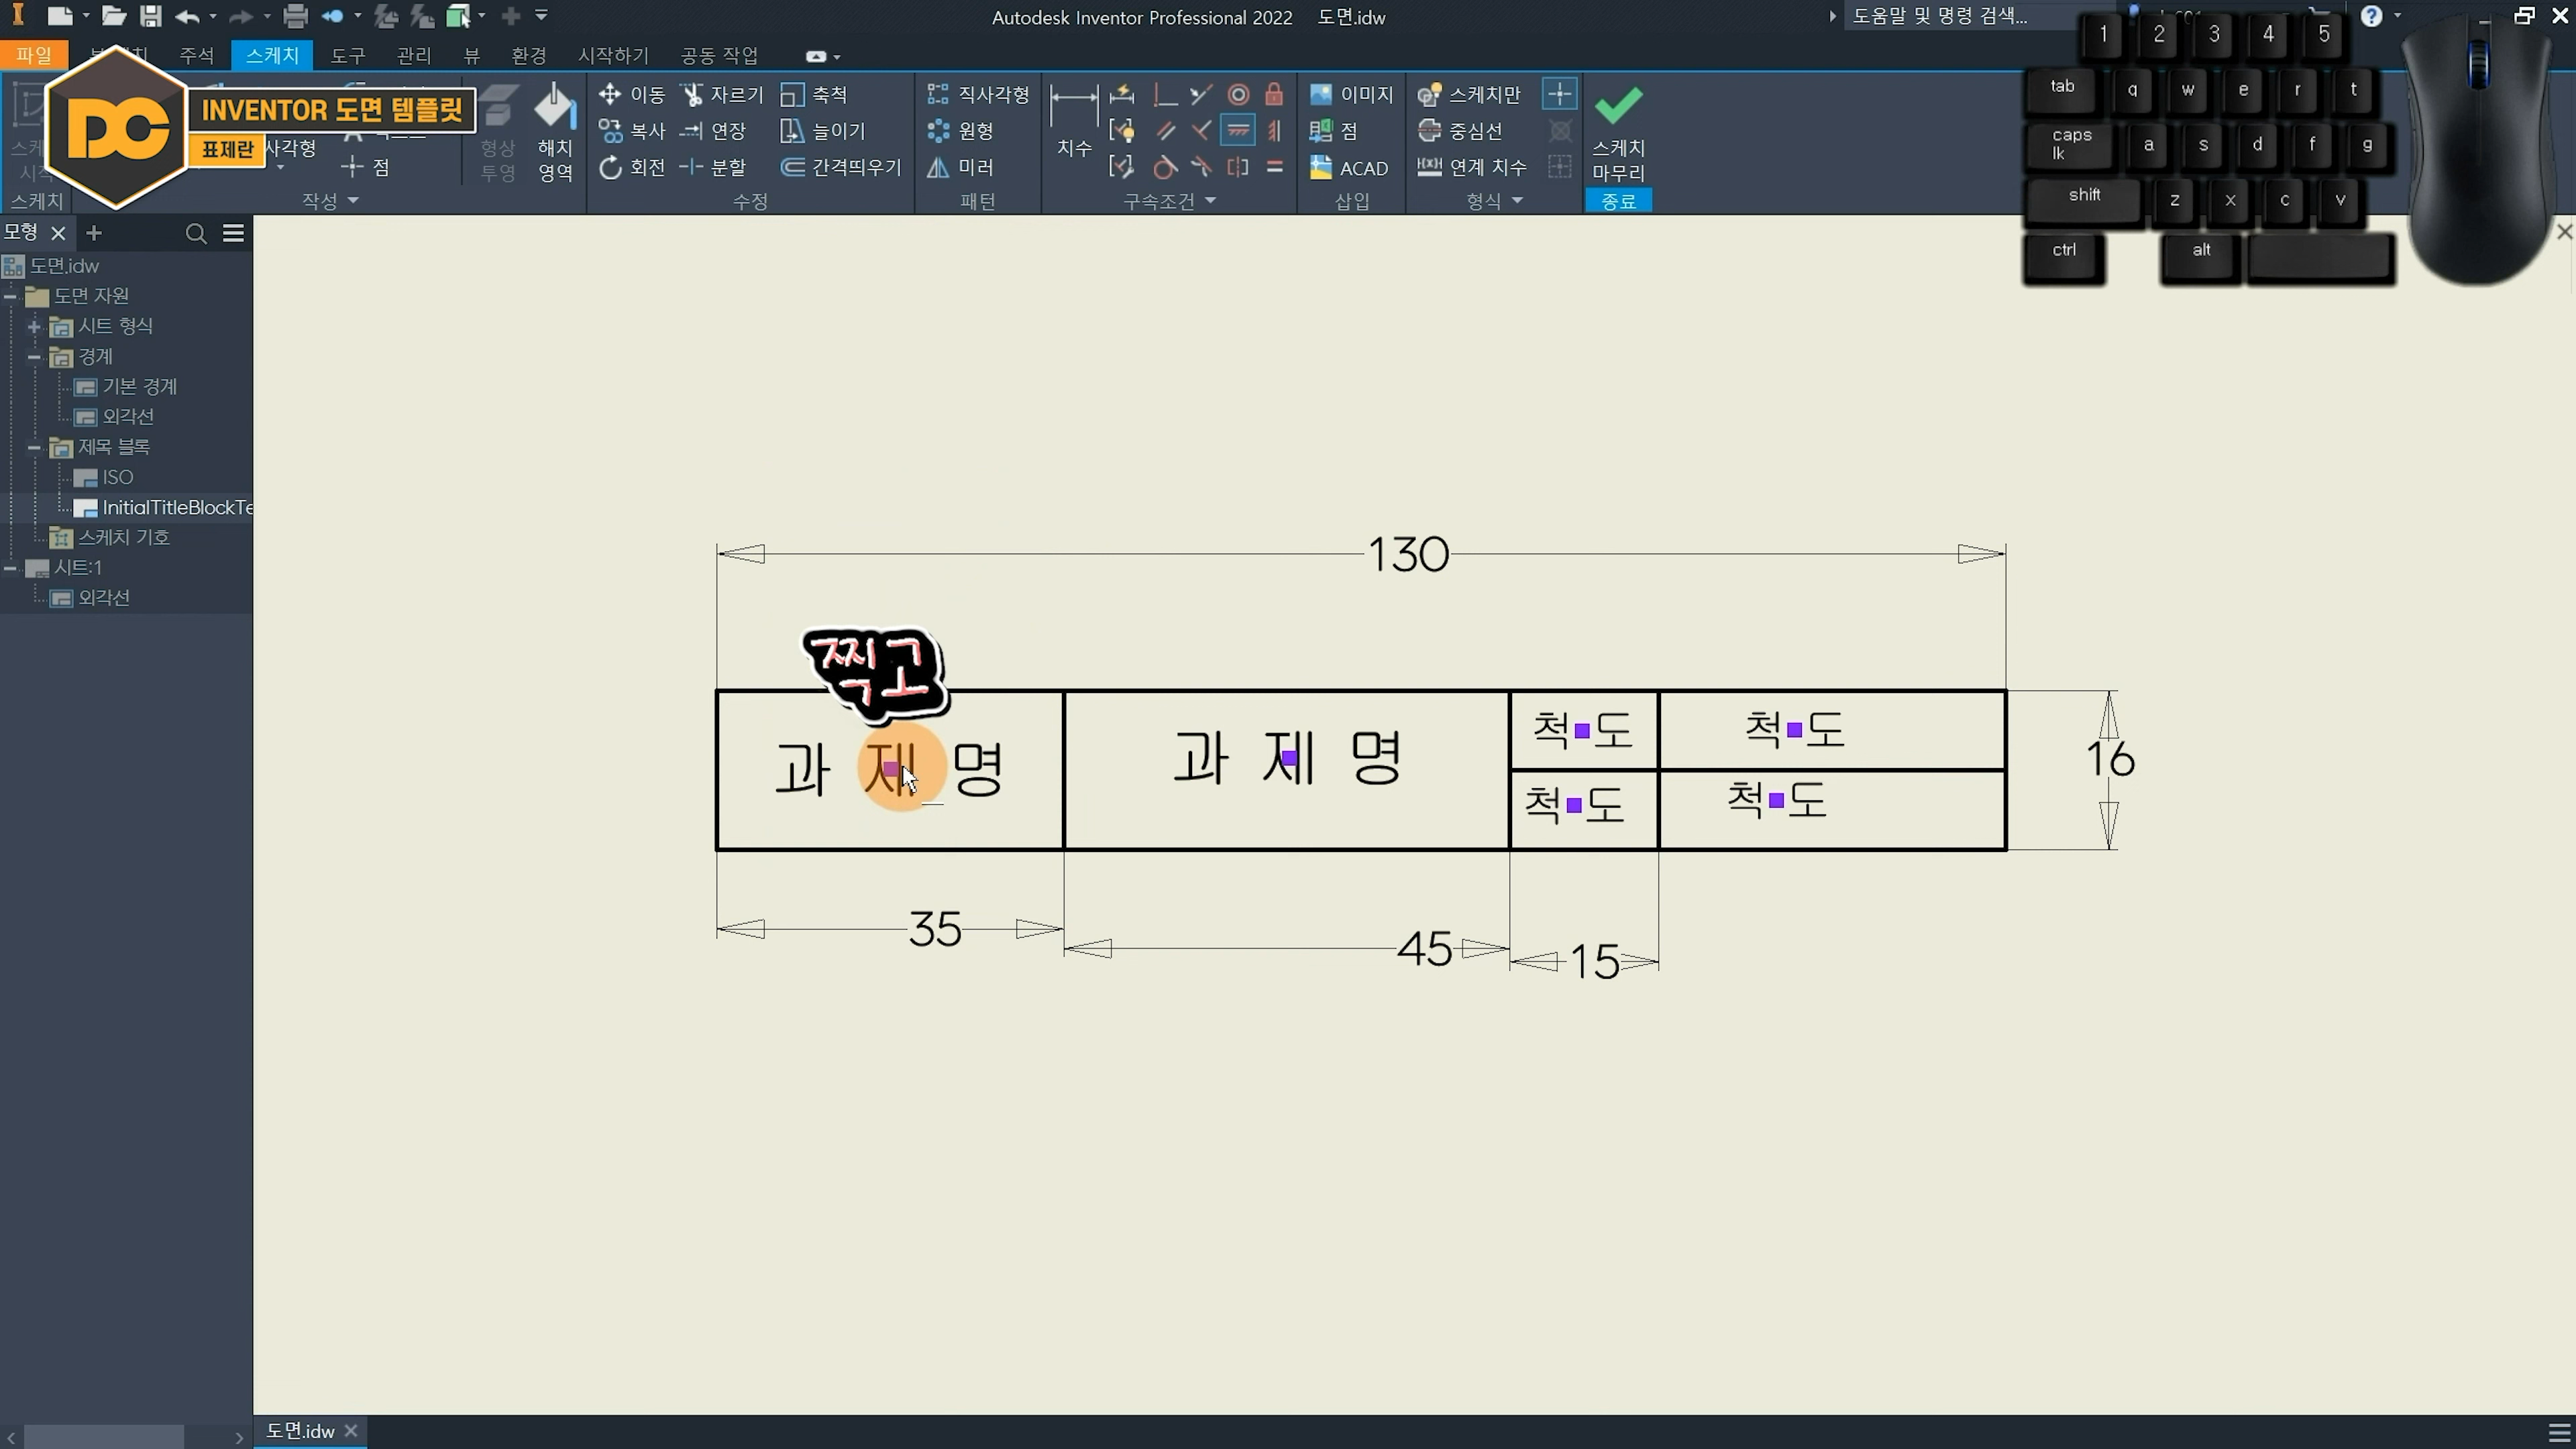 Autodesk Inventor Professional 2022 도면.idw
도움말 및 명령 검색...
파일 주석 스케치 도구 관리 뷰 환경 시작하기 공동 작업
DC
INVENTOR 도면 템플릿
표제란
사각형
점
형상
투영
해치
영역
이동 자르기 축척
복사 연장 늘이기
회전 분할 간격띄우기
직사각형
원형
미러
치수
이미지
점
ACAD
스케치만
중심선
연계 치수
스케치
마무리
스케치 작성 수정 패턴 구속조건 삽입 형식 종료
1 2 3 4 5
tab q w e r t
caps
lk
a s d f g
shift z x c v
ctrl alt
모형
도면.idw
도면 자원
시트 형식
경계
기본 경계
외각선
제목 블록
ISO
InitialTitleBlockTe
스케치 기호
시트:1
외각선
130
찍고
과 제 명
과 제 명
척 도
척 도
척 도
척 도
16
35
45
15
도면.idw